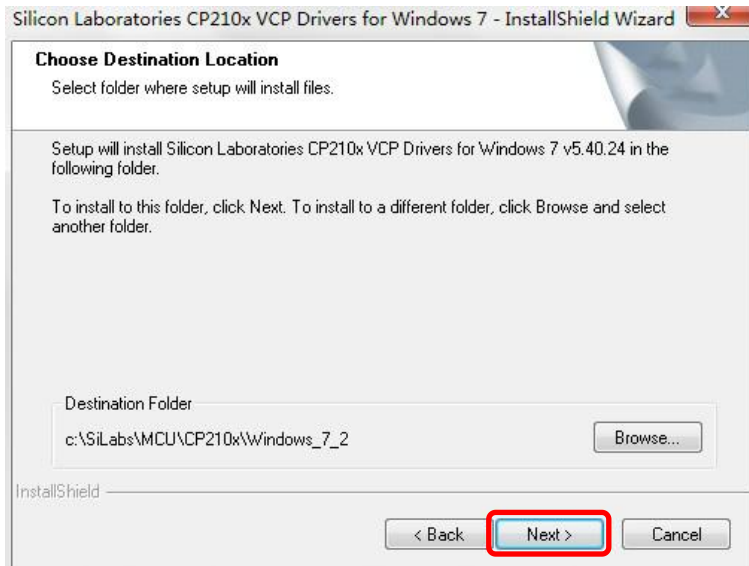 Silicon Laboratories CP210x VCP Drivers for Windows 7 - InstallShield Wizard
Choose Destination Location
Select folder where setup will install files.
Setup will install Silicon Laboratories CP210x VCP Drivers for Windows 7 v5.40.24 in the
following folder.
To install to this folder, click Next. To install to a different folder, click Browse and select
another folder.
Destination Folder
c:\SiLabs\MCU\CP210x\Windows_7_2
Browse...
InstallShield
< Back Next > Cancel